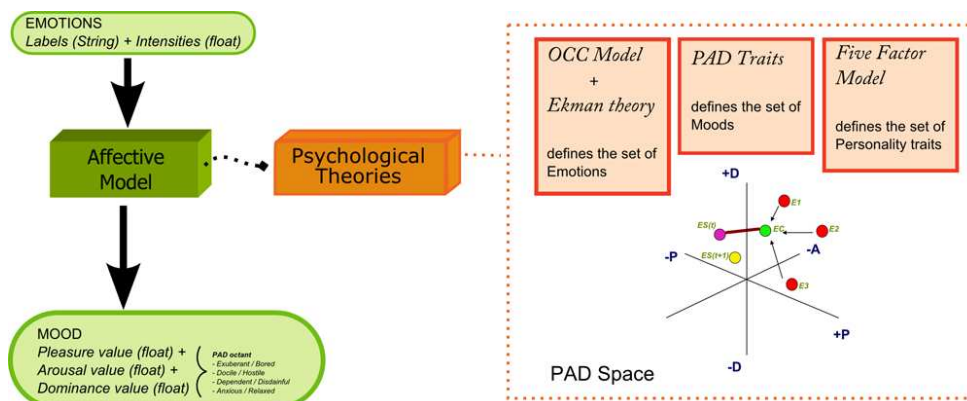 EMOTIONS
Labels (String) + Intensities (float)
Affective
Model
Psychological
Theories
MOOD
Pleasure value (float) +
Arousal value (float) +
Dominance value (float)
PAD octant
- Exuberant / Bored
- Docile / Hostile
- Dependent / Disdainful
- Anxious / Relaxed
OCC Model
+
Ekman theory
defines the set of
Emotions
PAD Traits
defines the set of
Moods
Five Factor
Model
defines the set of
Personality traits
+D
E1
ES(t)
EC
E2
-P
ES(t+1)
-A
E3
+P
-D
PAD Space